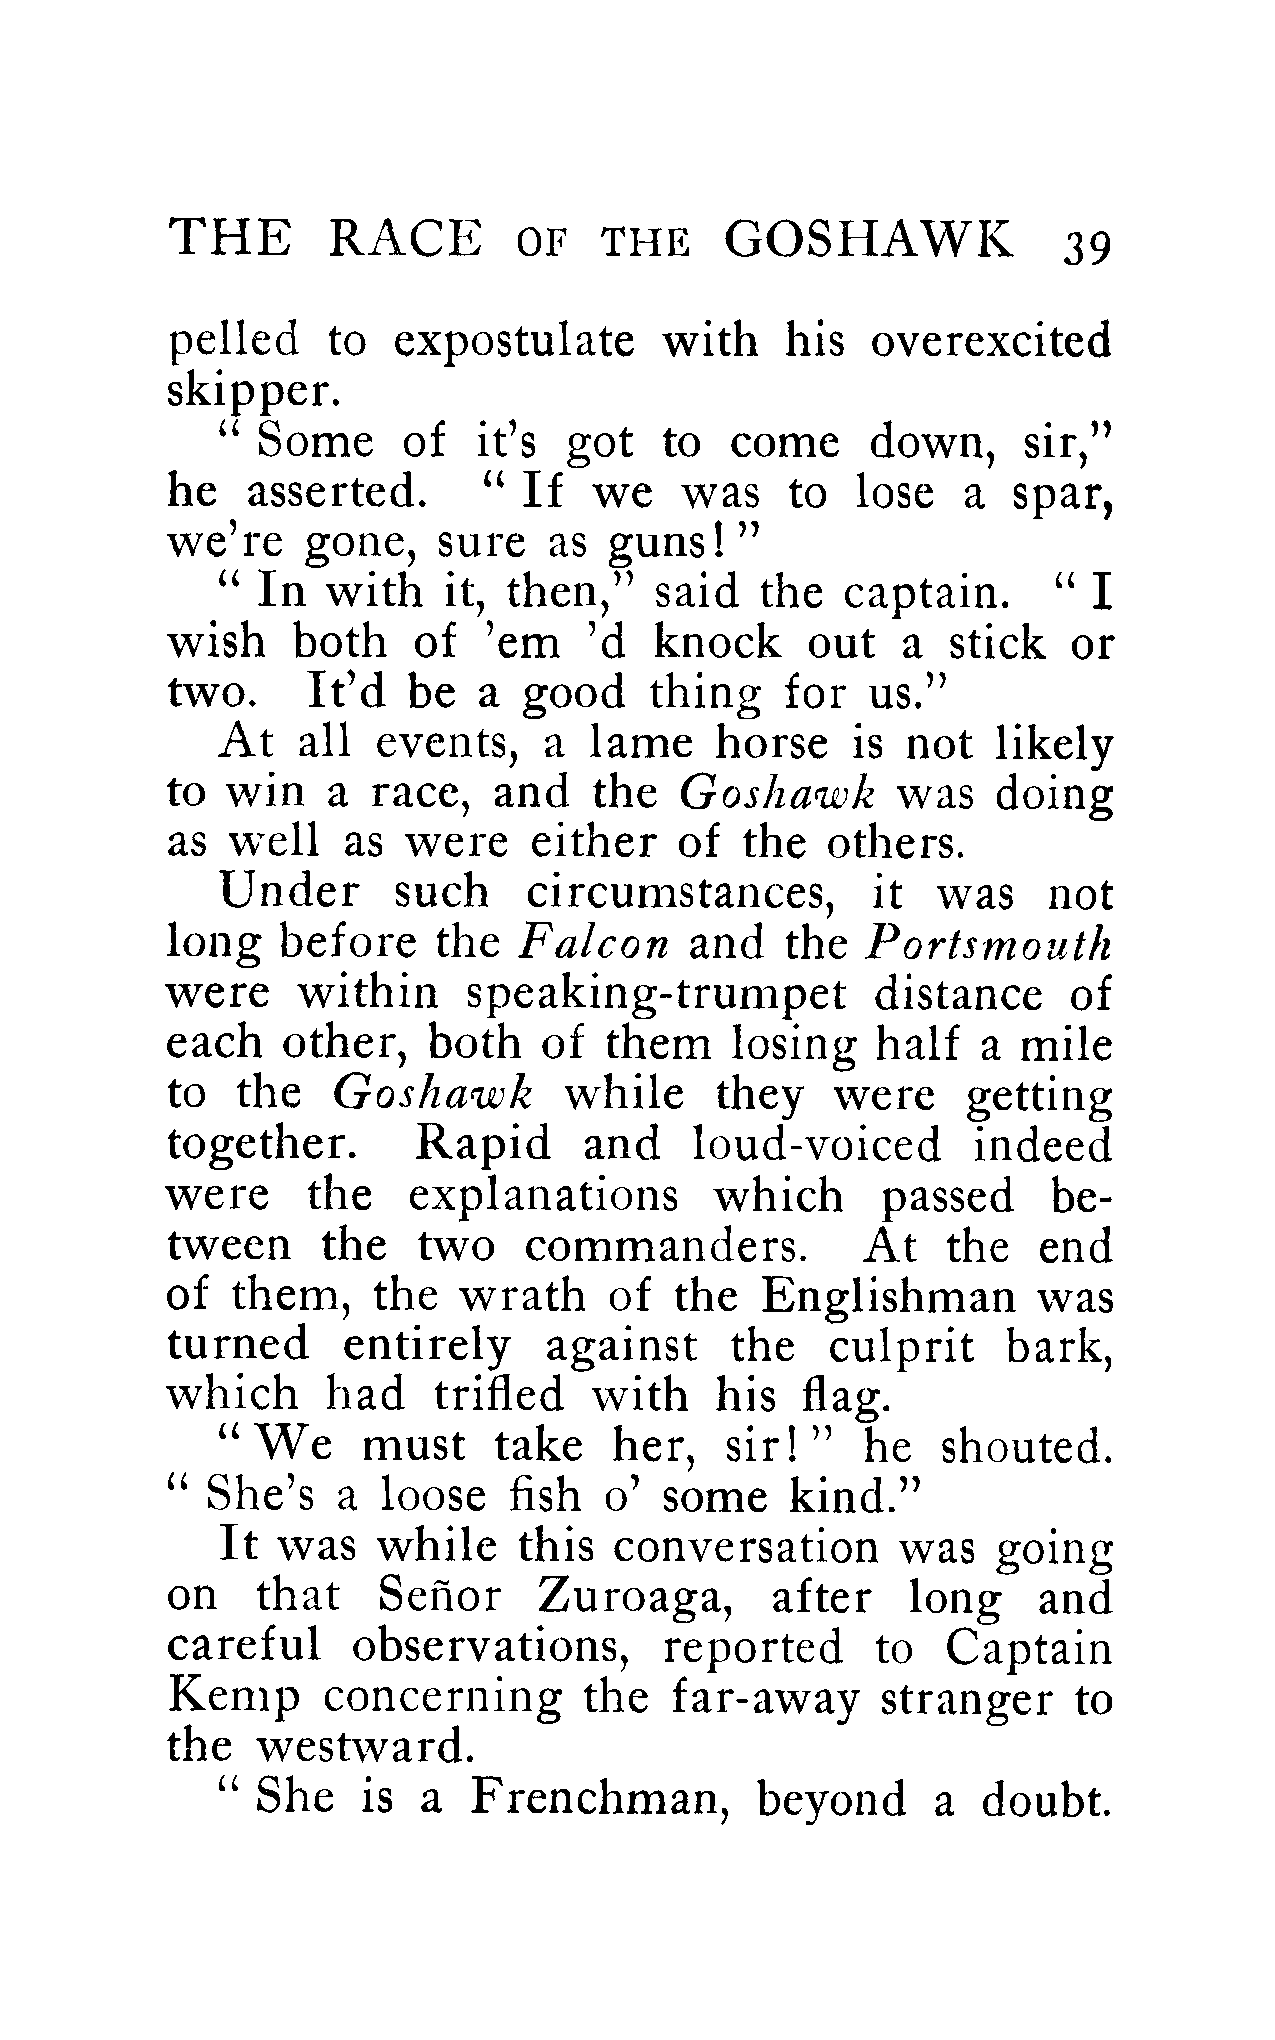 THE RACE OF THE GOSHAWK 39
pelled to expostulate with his overexcited
skipper.
" Some of it's got to come down, sir,"
he asserted. " If we was to lose a spar,
we're gone, sure as guns! "
" In with it, then," said the captain. " I
wish both of 'em 'd knock out a stick or
two. It'd be a good thing for us."
At all events, a lame horse is not likely
to win a race, and the Goshawk was doing
as well as were either of the others.
Under such circumstances, it was not
long before the Falcon and the Portsmouth
were within speaking-trumpet distance of
each other, both of them losing half a mile
to the Goshawk while they were getting
together. Rapid and loud-voiced indeed
were the explanations which passed be-
tween the two commanders. At the end
of them, the wrath of the Englishman was
turned entirely against the culprit bark,
which had trifled with his flag.
" We must take her, sir! " he shouted.
" She's a loose fish o' some kind."
It was while this conversation was going
on that Señor Zuroaga, after long and
careful observations, reported to Captain
Kemp concerning the far-away stranger to
the westward.
" She is a Frenchman, beyond a doubt.